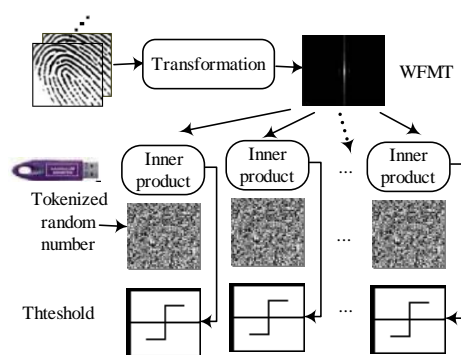 Transformation
WFMT
Inner
product
Inner
product
...
Inner
product
Tokenized
random
number
...
Thteshold
...